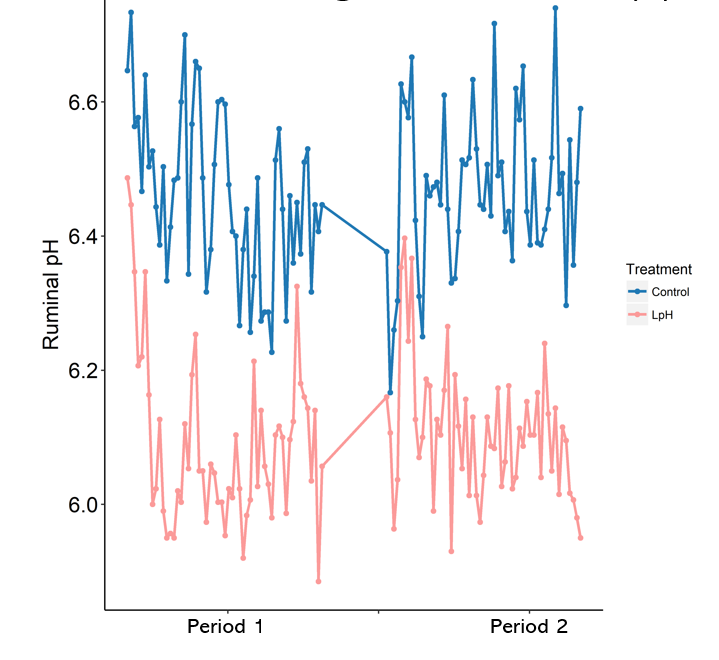 6.6
6.4
6.2
6.0
Ruminal pH
Period 1
Period 2
Treatment
Control
LpH